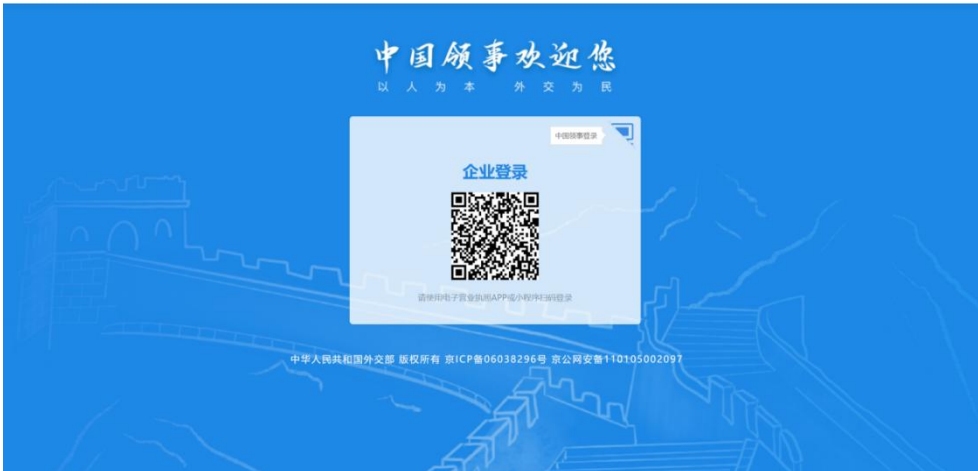 中国领事欢迎您
以人为本 外交为民
中国领事登录
企业登录
请使用电子营业执照APP或小程序扫码登录
中华人民共和国外交部 版权所有 京ICP备06038296号 京公网安备110105002097